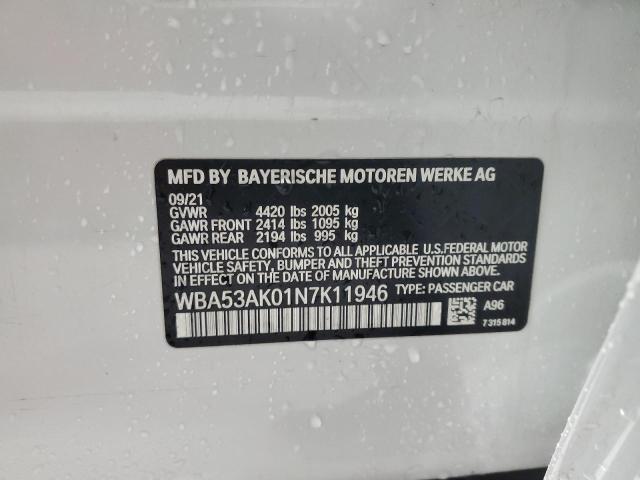 MFD BY BAYERISCHE MOTOREN WERKE AG
09/21
GVWR 4420 lbs 2005 kg
GAWR FRONT 2414 lbs 1095 kg
GAWR REAR 2194 lbs 995 kg
THIS VEHICLE CONFORMS TO ALL APPLICABLE U.S.FEDERAL MOTOR
VEHICLE SAFETY, BUMPER AND THEFT PREVENTION STANDARDS
IN EFFECT ON THE DATE OF MANUFACTURE SHOWN ABOVE.
WBA53AK01N7K11946 TYPE: PASSENGER CAR
A96
7315814